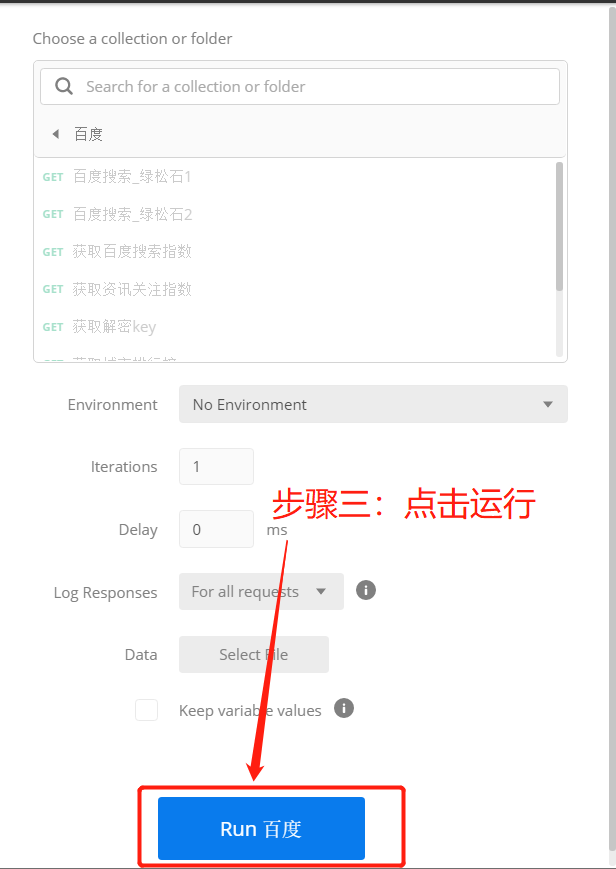 Choose a collection or folder
Search for a collection or folder
百度
GET 百度搜索_绿松石1
GET 百度搜索_绿松石2
GET 获取百度搜索指数
GET 获取资讯关注指数
GET 获取解密key
Environment No Environment
Iterations 1
步骤三：点击运行
Delay 0 ms
Log Responses For all requests
Data Select File
Keep variable values
Run 百度